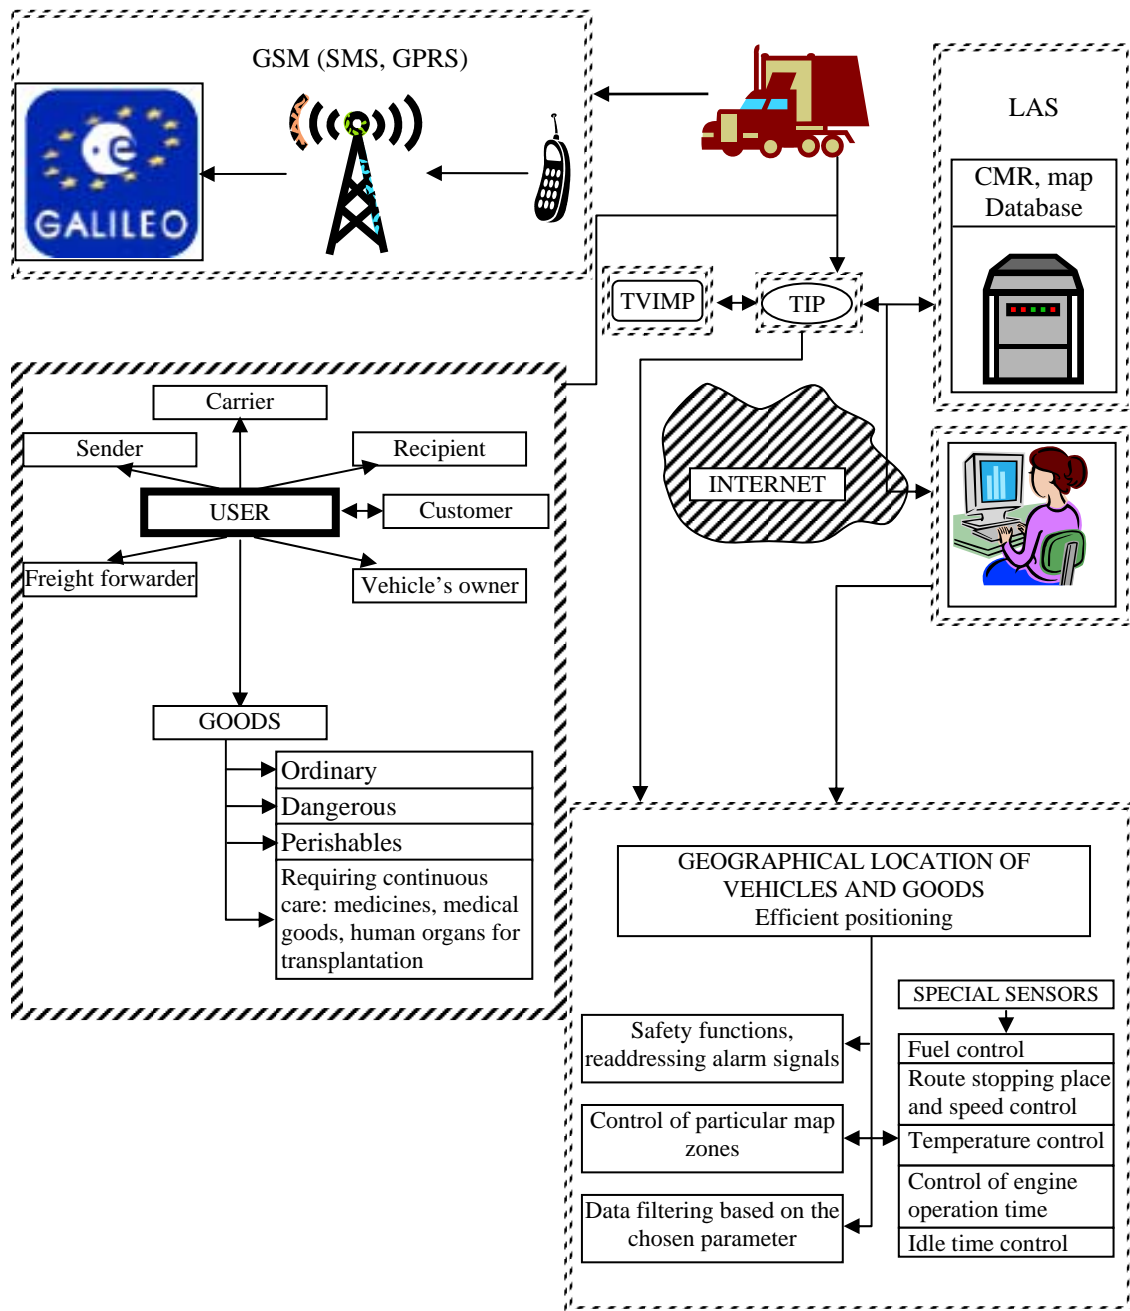 GSM (SMS, GPRS)
GALILEO
LAS
CMR, map
Database
TVIMP
TIP
INTERNET
Carrier
Sender
Recipient
USER
Customer
Freight forwarder
Vehicle’s owner
GOODS
Ordinary
Dangerous
Perishables
Requiring continuous
care: medicines, medical
goods, human organs for
transplantation
GEOGRAPHICAL LOCATION OF
VEHICLES AND GOODS
Efficient positioning
Safety functions,
readdressing alarm signals
Control of particular map
zones
Data filtering based on the
chosen parameter
SPECIAL SENSORS
Fuel control
Route stopping place
and speed control
Temperature control
Control of engine
operation time
Idle time control